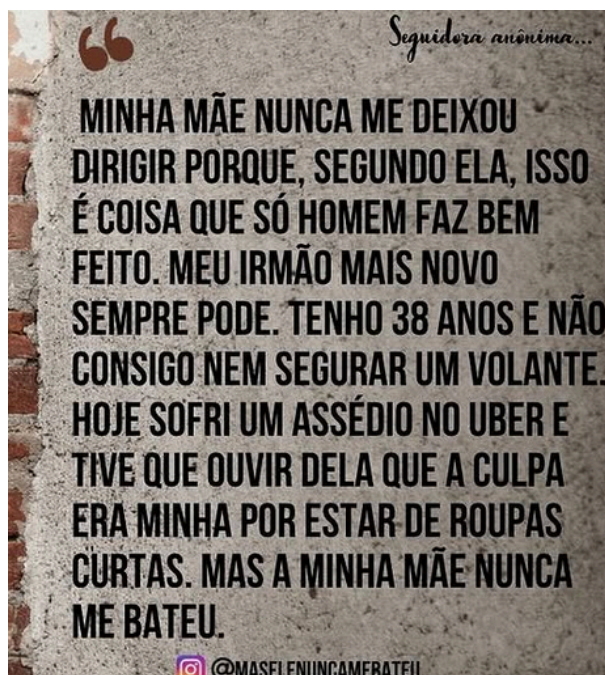 Seguidora anônima...
MINHA MÃE NUNCA ME DEIXOU
DIRIGIR PORQUE, SEGUNDO ELA, ISSO
É COISA QUE SÓ HOMEM FAZ BEM
FEITO. MEU IRMÃO MAIS NOVO
SEMPRE PODE. TENHO 38 ANOS E NÃO
CONSIGO NEM SEGURAR UM VOLANTE.
HOJE SOFRI UM ASSÉDIO NO UBER E
TIVE QUE OUVIR DELA QUE A CULPA
ERA MINHA POR ESTAR DE ROUPAS
CURTAS. MAS A MINHA MÃE NUNCA
ME BATEU.
@MASELENUNCAMEBATEU